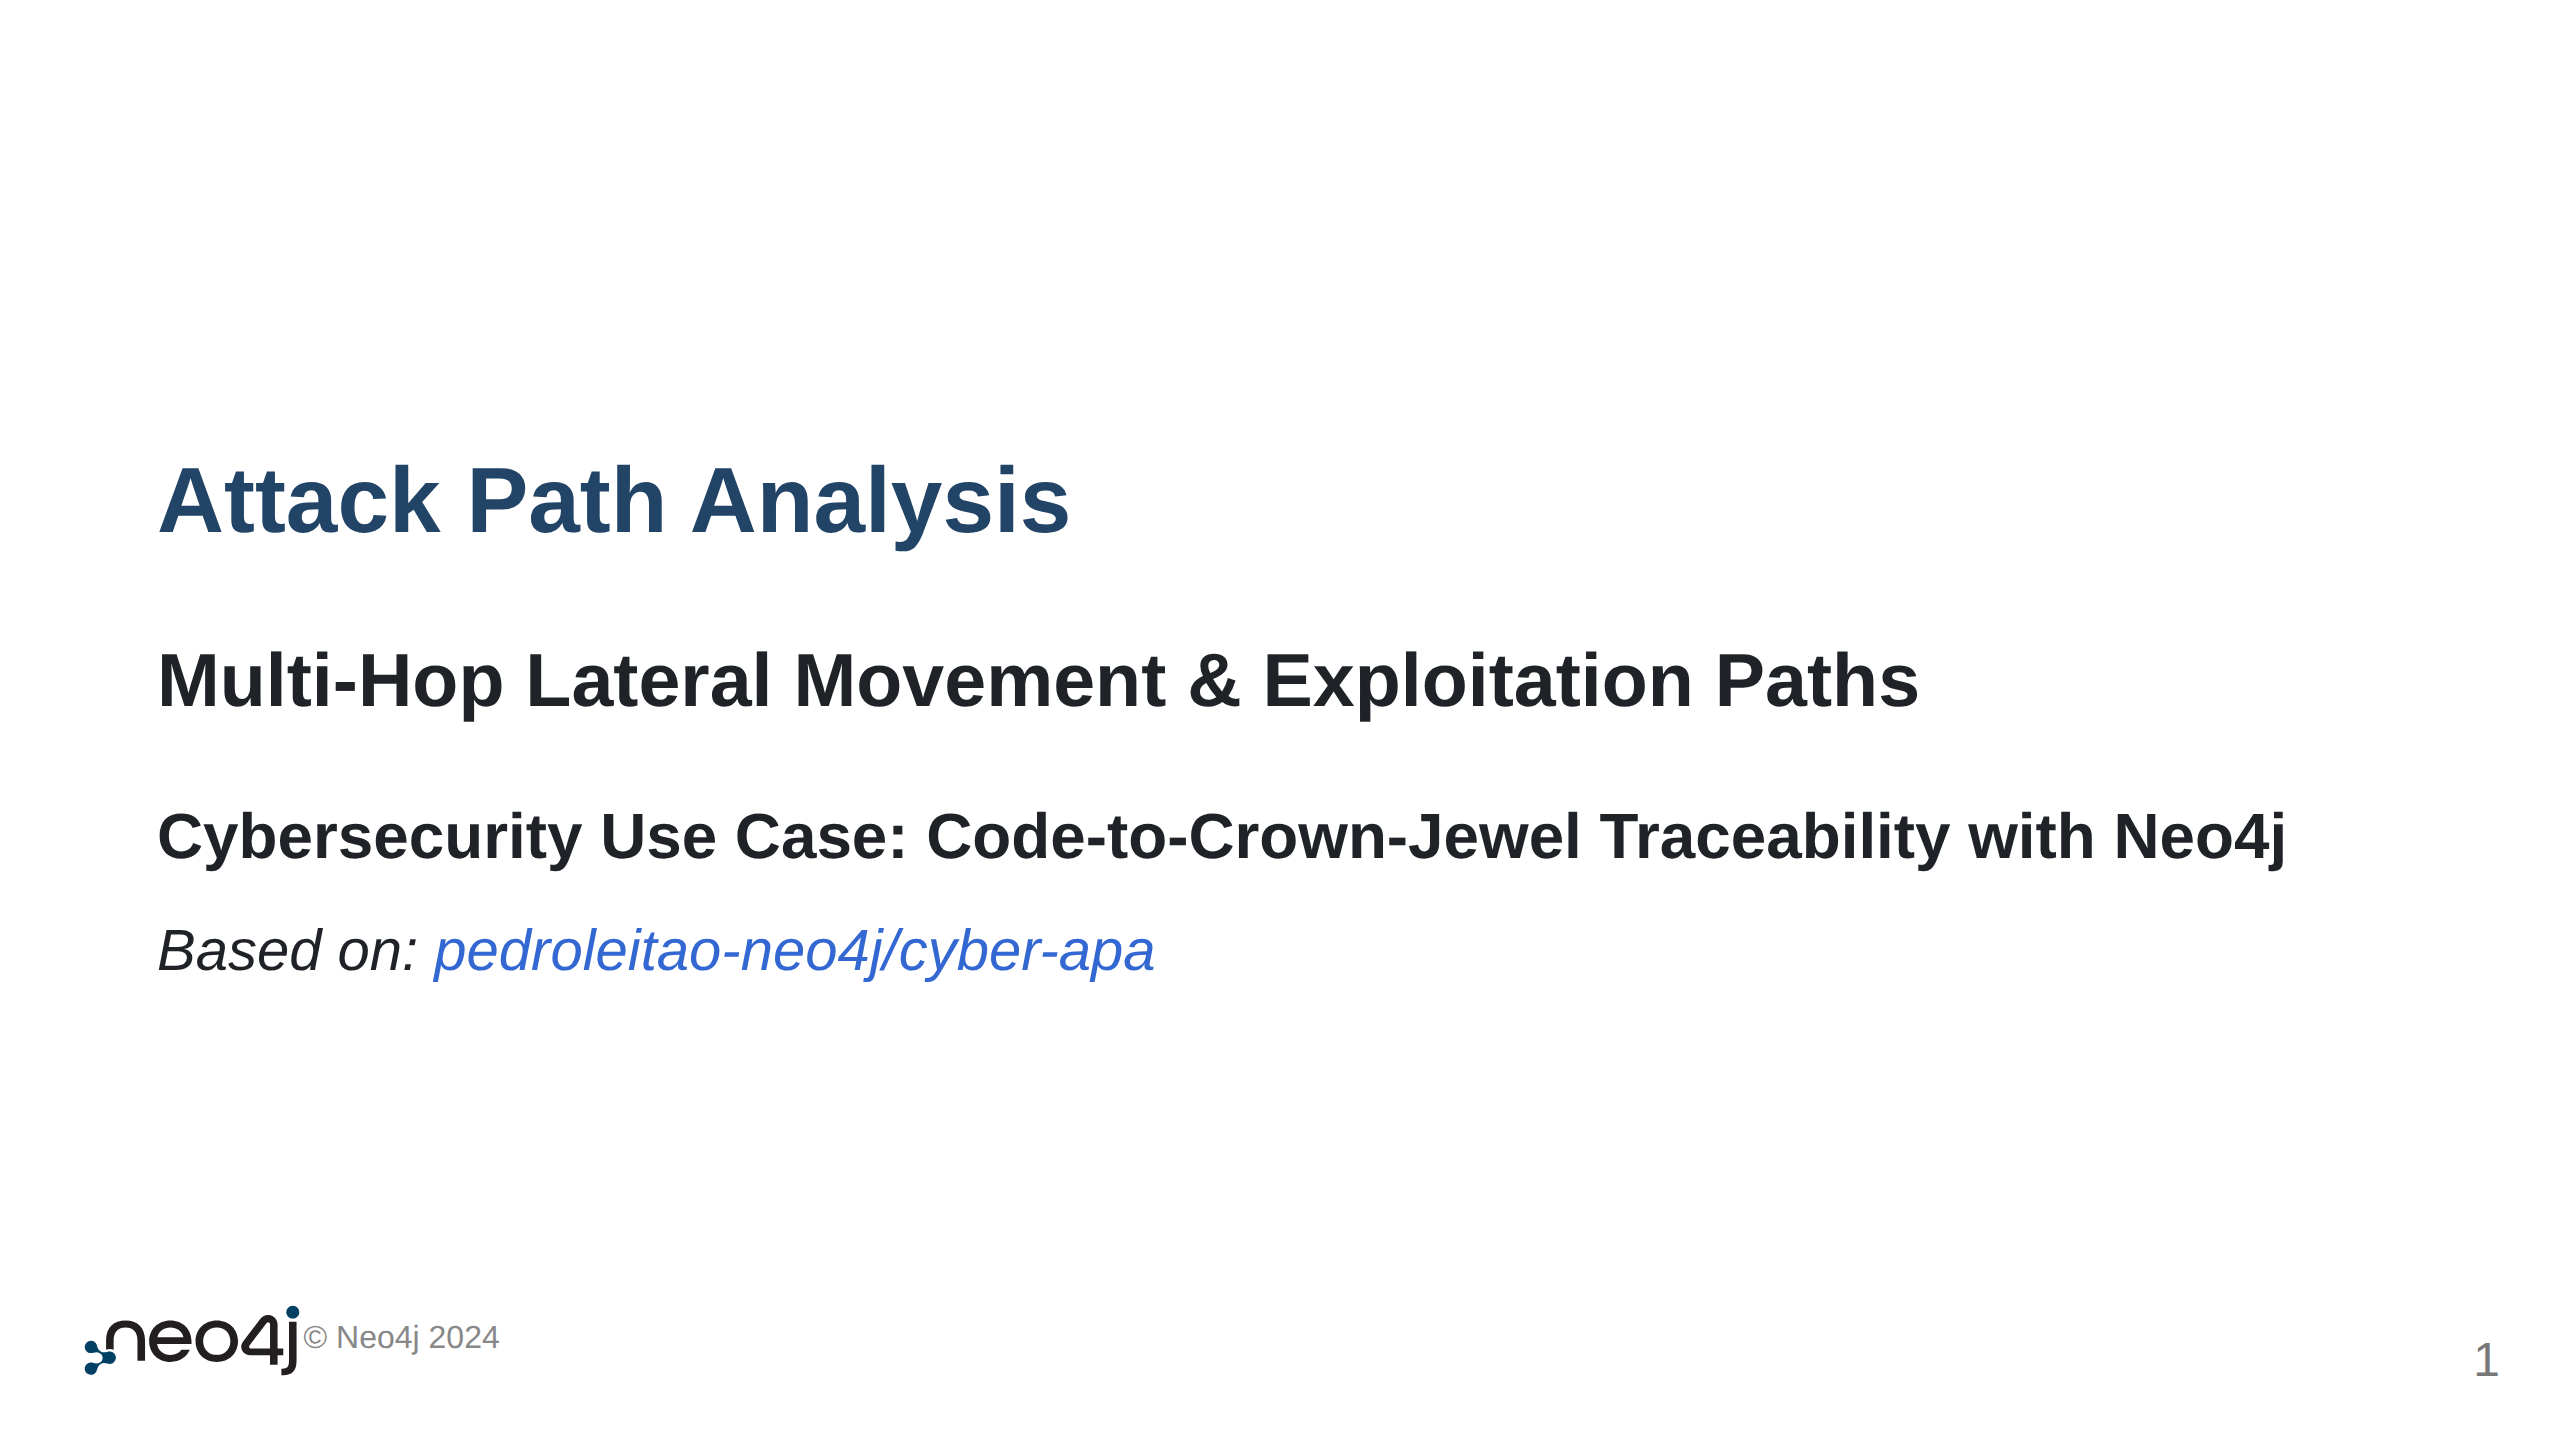 Attack Path Analysis
Multi-Hop Lateral Movement & Exploitation Paths
Cybersecurity Use Case: Code-to-Crown-Jewel Traceability with Neo4j
Based on: pedroleitao-neo4j/cyber-apa
neo4j © Neo4j 2024
1